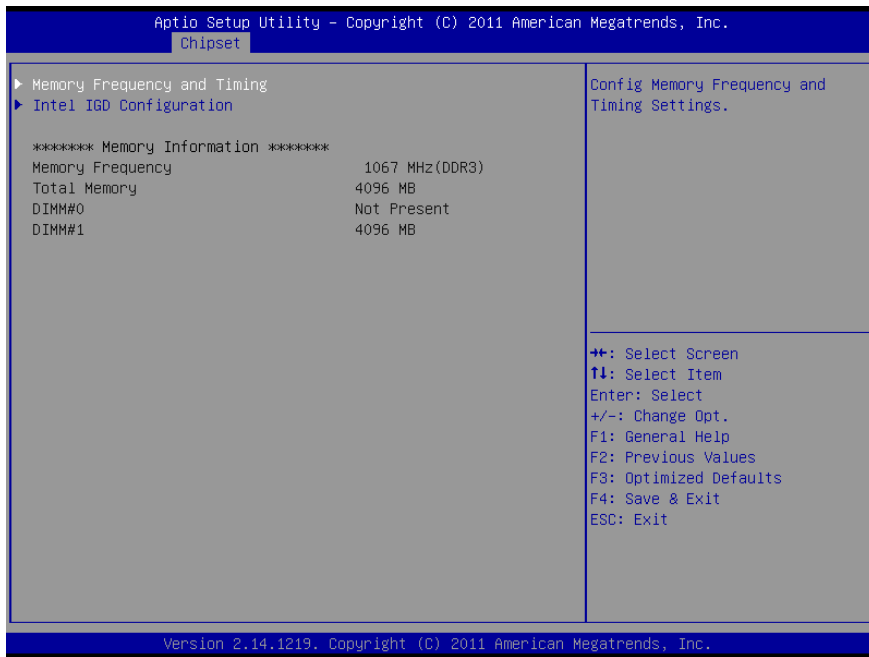 Aptio Setup Utility – Copyright (C) 2011 American Megatrends, Inc.
Chipset
Memory Frequency and Timing
Intel IGD Configuration
******* Memory Information *******
Memory Frequency 1067 MHz(DDR3)
Total Memory 4096 MB
DIMM#0 Not Present
DIMM#1 4096 MB
Config Memory Frequency and
Timing Settings.
→←: Select Screen
↑↓: Select Item
Enter: Select
+/-: Change Opt.
F1: General Help
F2: Previous Values
F3: Optimized Defaults
F4: Save & Exit
ESC: Exit
Version 2.14.1219. Copyright (C) 2011 American Megatrends, Inc.